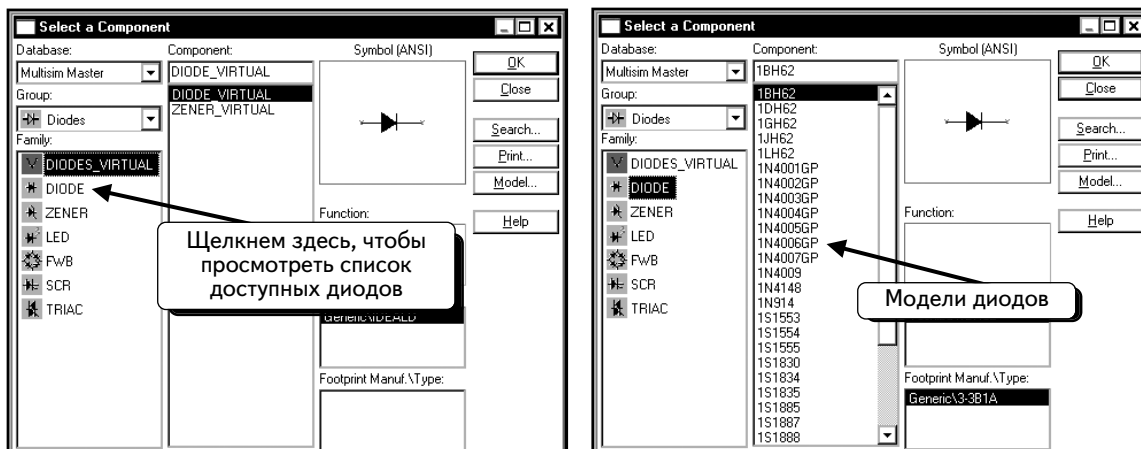 Select a Component
Database:
Component:
Symbol (ANSI)
Multisim Master
DIODE_VIRTUAL
OK
Close
Group:
DIODE_VIRTUAL
ZENER_VIRTUAL
Diodes
Family:
Search...
Print...
Model...
DIODES_VIRTUAL
DIODE
ZENER
LED
FWB
SCR
TRIAC
Function:
Help
Щелкнем здесь, чтобы
просмотреть список
доступных диодов
Generic\IDEALD
Footprint Manuf.\Type:
Select a Component
Database:
Component:
Symbol (ANSI)
Multisim Master
1BH62
OK
Close
Group:
Diodes
Family:
Search...
Print...
Model...
DIODES_VIRTUAL
DIODE
ZENER
LED
FWB
SCR
TRIAC
1BH62
1DH62
1GH62
1JH62
1LH62
1N4001GP
1N4002GP
1N4003GP
1N4004GP
1N4005GP
1N4006GP
1N4007GP
1N4009
1N4148
1N914
1S1553
1S1554
1S1555
1S1830
1S1834
1S1835
1S1885
1S1887
1S1888
Function:
Help
Модели диодов
Footprint Manuf.\Type:
Generic\3-3B1A